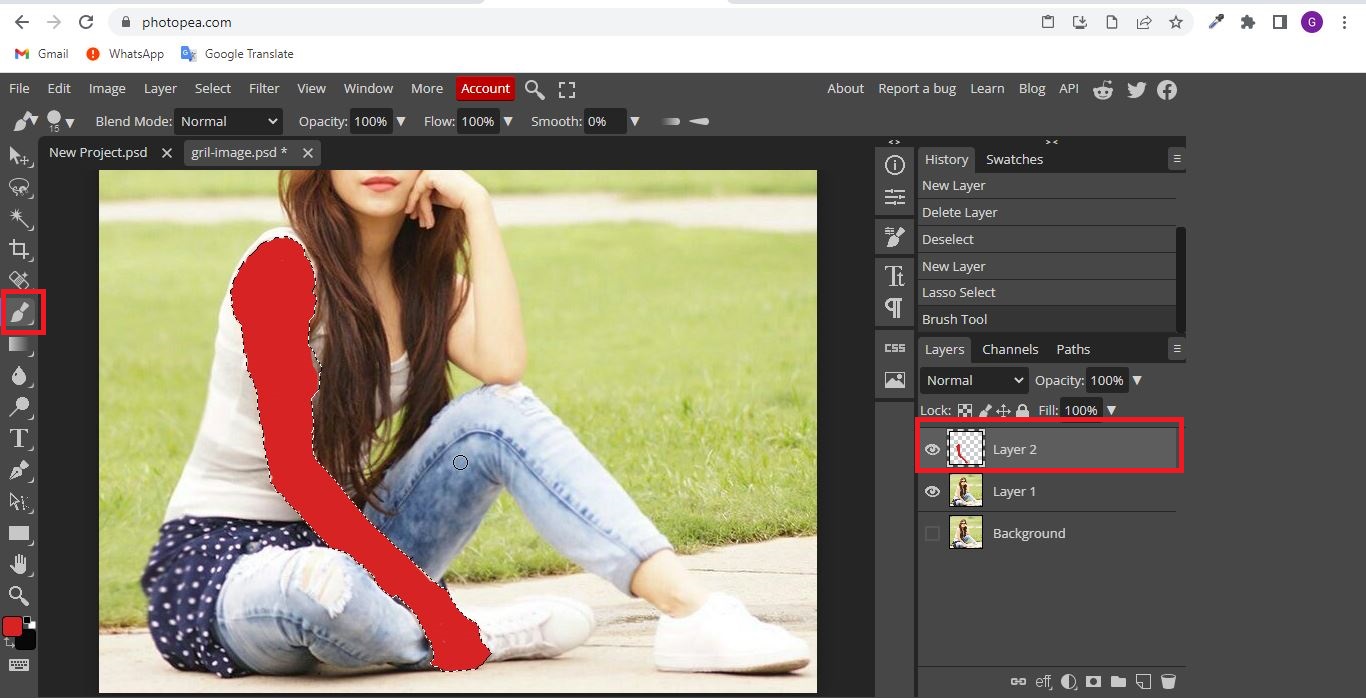 photopea.com
G
Gmail WhatsApp Google Translate
File Edit Image Layer Select Filter View Window More Account About Report a bug Learn Blog API
15 Blend Mode: Normal Opacity: 100% Flow: 100% Smooth: 0%
New Project.psd gril-image.psd *
< > > <
History Swatches
New Layer
Delete Layer
Deselect
New Layer
Lasso Select
Brush Tool
CSS
Layers Channels Paths
Normal Opacity: 100%
Lock: Fill: 100%
Layer 2
Layer 1
Background
eff